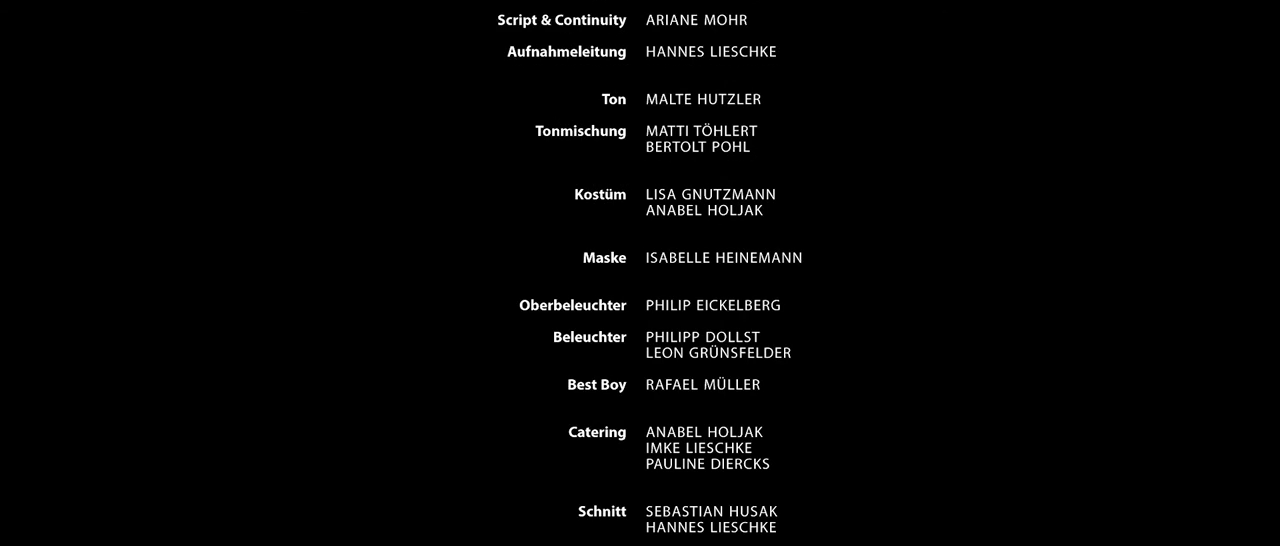 Script & Continuity ARIANE MOHR
Aufnahmeleitung HANNES LIESCHKE
Ton MALTE HUTZLER
Tonmischung MATTI TÖHLERT
BERTOLT POHL
Kostüm LISA GNUTZMANN
ANABEL HOLJAK
Maske ISABELLE HEINEMANN
Oberbeleuchter PHILIP EICKELBERG
Beleuchter PHILIPP DOLLST
LEON GRÜNSFELDER
Best Boy RAFAEL MÜLLER
Catering ANABEL HOLJAK
IMKE LIESCHKE
PAULINE DIERCKS
Schnitt SEBASTIAN HUSAK
HANNES LIESCHKE